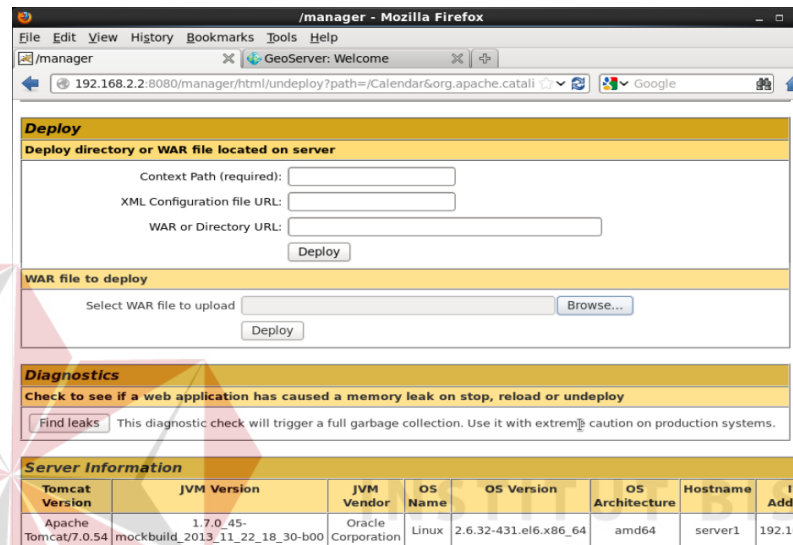 /manager - Mozilla Firefox
File Edit View History Bookmarks Tools Help
/manager
GeoServer: Welcome
192.168.2.2:8080/manager/html/undeploy?path=/Calendar&org.apache.catali
Google
Deploy
Deploy directory or WAR file located on server
Context Path (required):
XML Configuration file URL:
WAR or Directory URL:
Deploy
WAR file to deploy
Select WAR file to upload
Browse...
Deploy
Diagnostics
Check to see if a web application has caused a memory leak on stop, reload or undeploy
Find leaks This diagnostic check will trigger a full garbage collection. Use it with extreme caution on production systems.
Server Information
Tomcat Version JVM Version JVM Vendor OS Name OS Version OS Architecture Hostname
Apache Tomcat/7.0.54 1.7.0_45-mockbuild_2013_11_22_18_30-b00 Oracle Corporation Linux 2.6.32-431.el6.x86_64 amd64 server1 192.1
INSTITUT BIS